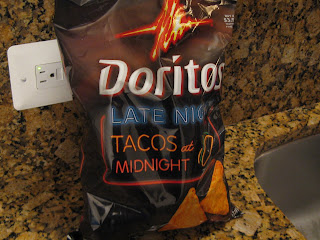 Doritos
LATE NIG
TACOS at
MIDNIGHT